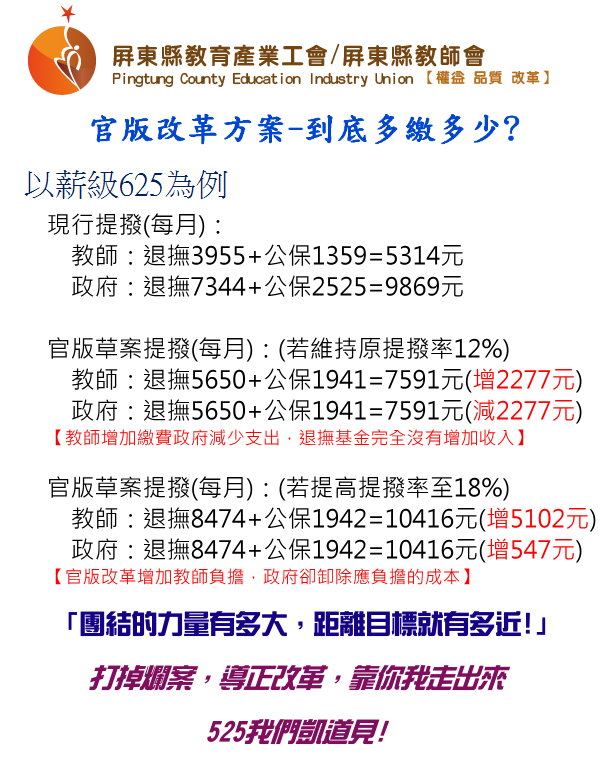 屏東縣教育產業工會/屏東縣教師會
Pingtung County Education Industry Union【權益 品質 改革】
官版改革方案-到底多繳多少?
以薪級625為例
現行提撥(每月)：
教師：退撫3955+公保1359=5314元
政府：退撫7344+公保2525=9869元
官版草案提撥(每月)：(若維持原提撥率12%)
教師：退撫5650+公保1941=7591元(增2277元)
政府：退撫5650+公保1941=7591元(減2277元)
【教師增加繳費政府減少支出，退撫基金完全沒有增加收入】
官版草案提撥(每月)：(若提高提撥率至18%)
教師：退撫8474+公保1942=10416元(增5102元)
政府：退撫8474+公保1942=10416元(增547元)
【官版改革增加教師負擔，政府卻卸除應負擔的成本】
「團結的力量有多大，距離目標就有多近!」
打掉爛案，導正改革，靠你我走出來
525我們凱道見!